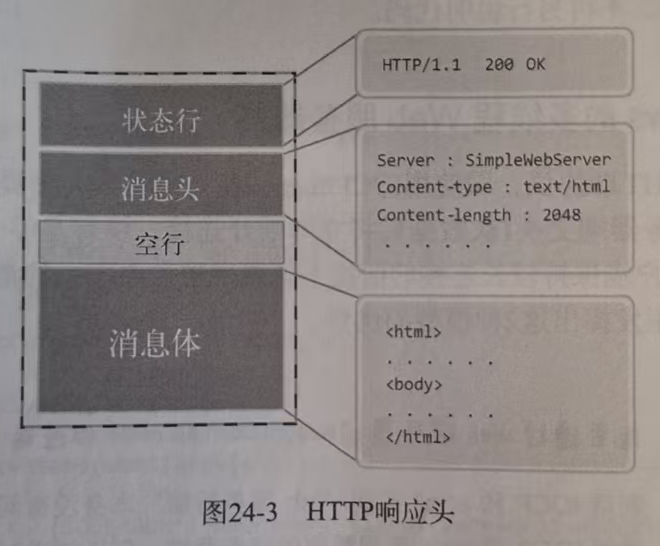 HTTP/1.1 200 OK
状态行
消息头
Server : SimpleWebServer
Content-type : text/html
Content-length : 2048
. . . . . .
空行
消息体
<html>
. . . . . .
<body>
. . . . . .
</html>
图24-3 HTTP响应头